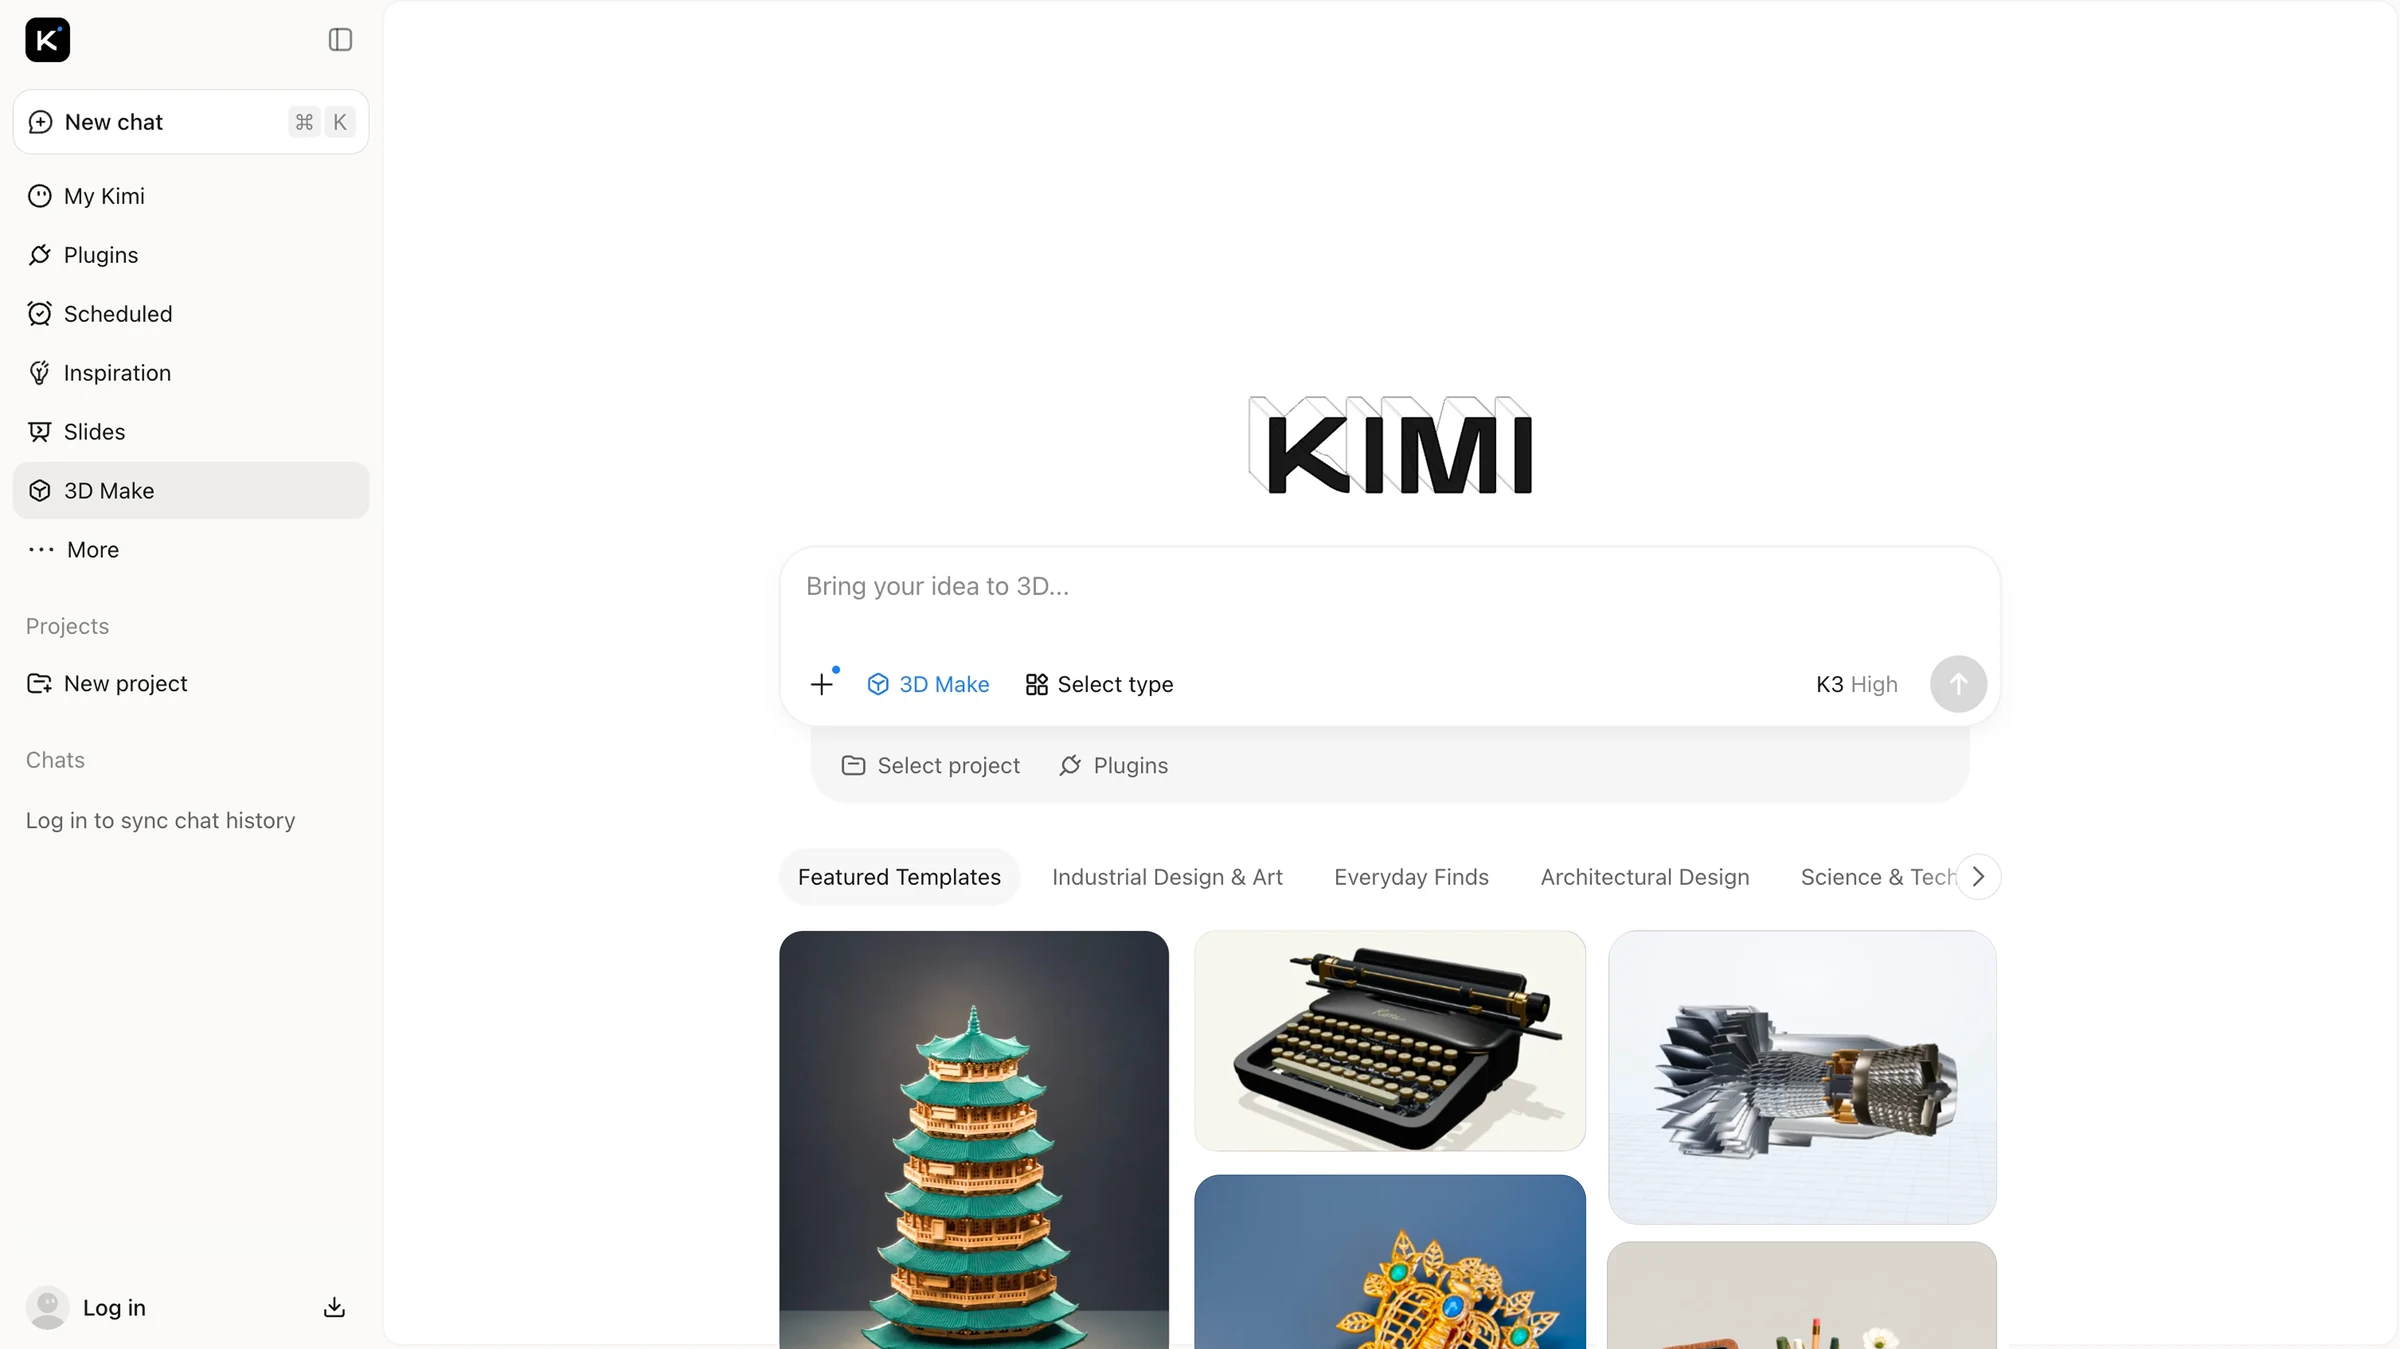 K
New chat
⌘ K
My Kimi
Plugins
Scheduled
Inspiration
Slides
3D Make
More
Projects
New project
Chats
Log in to sync chat history
Log in
KIMI
Bring your idea to 3D...
3D Make
Select type
K3 High
Select project
Plugins
Featured Templates
Industrial Design & Art
Everyday Finds
Architectural Design
Science & Tech